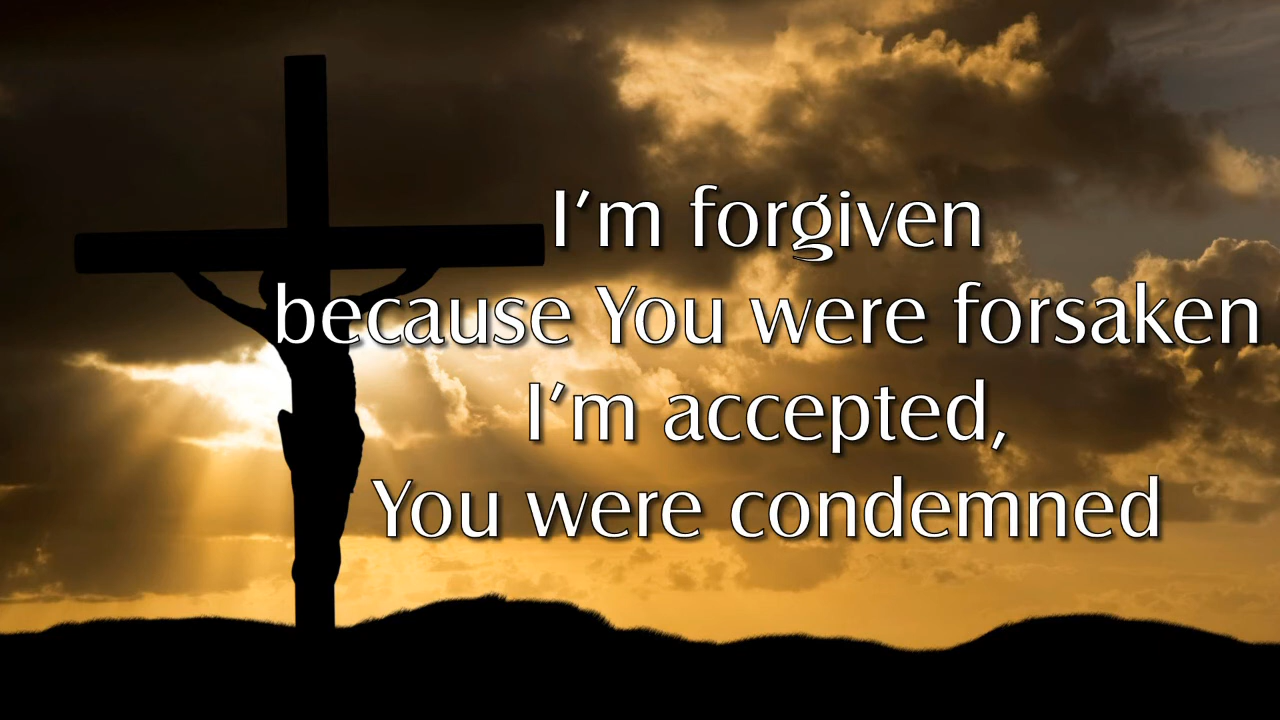 I’m forgiven
because You were forsaken
I’m accepted,
You were condemned